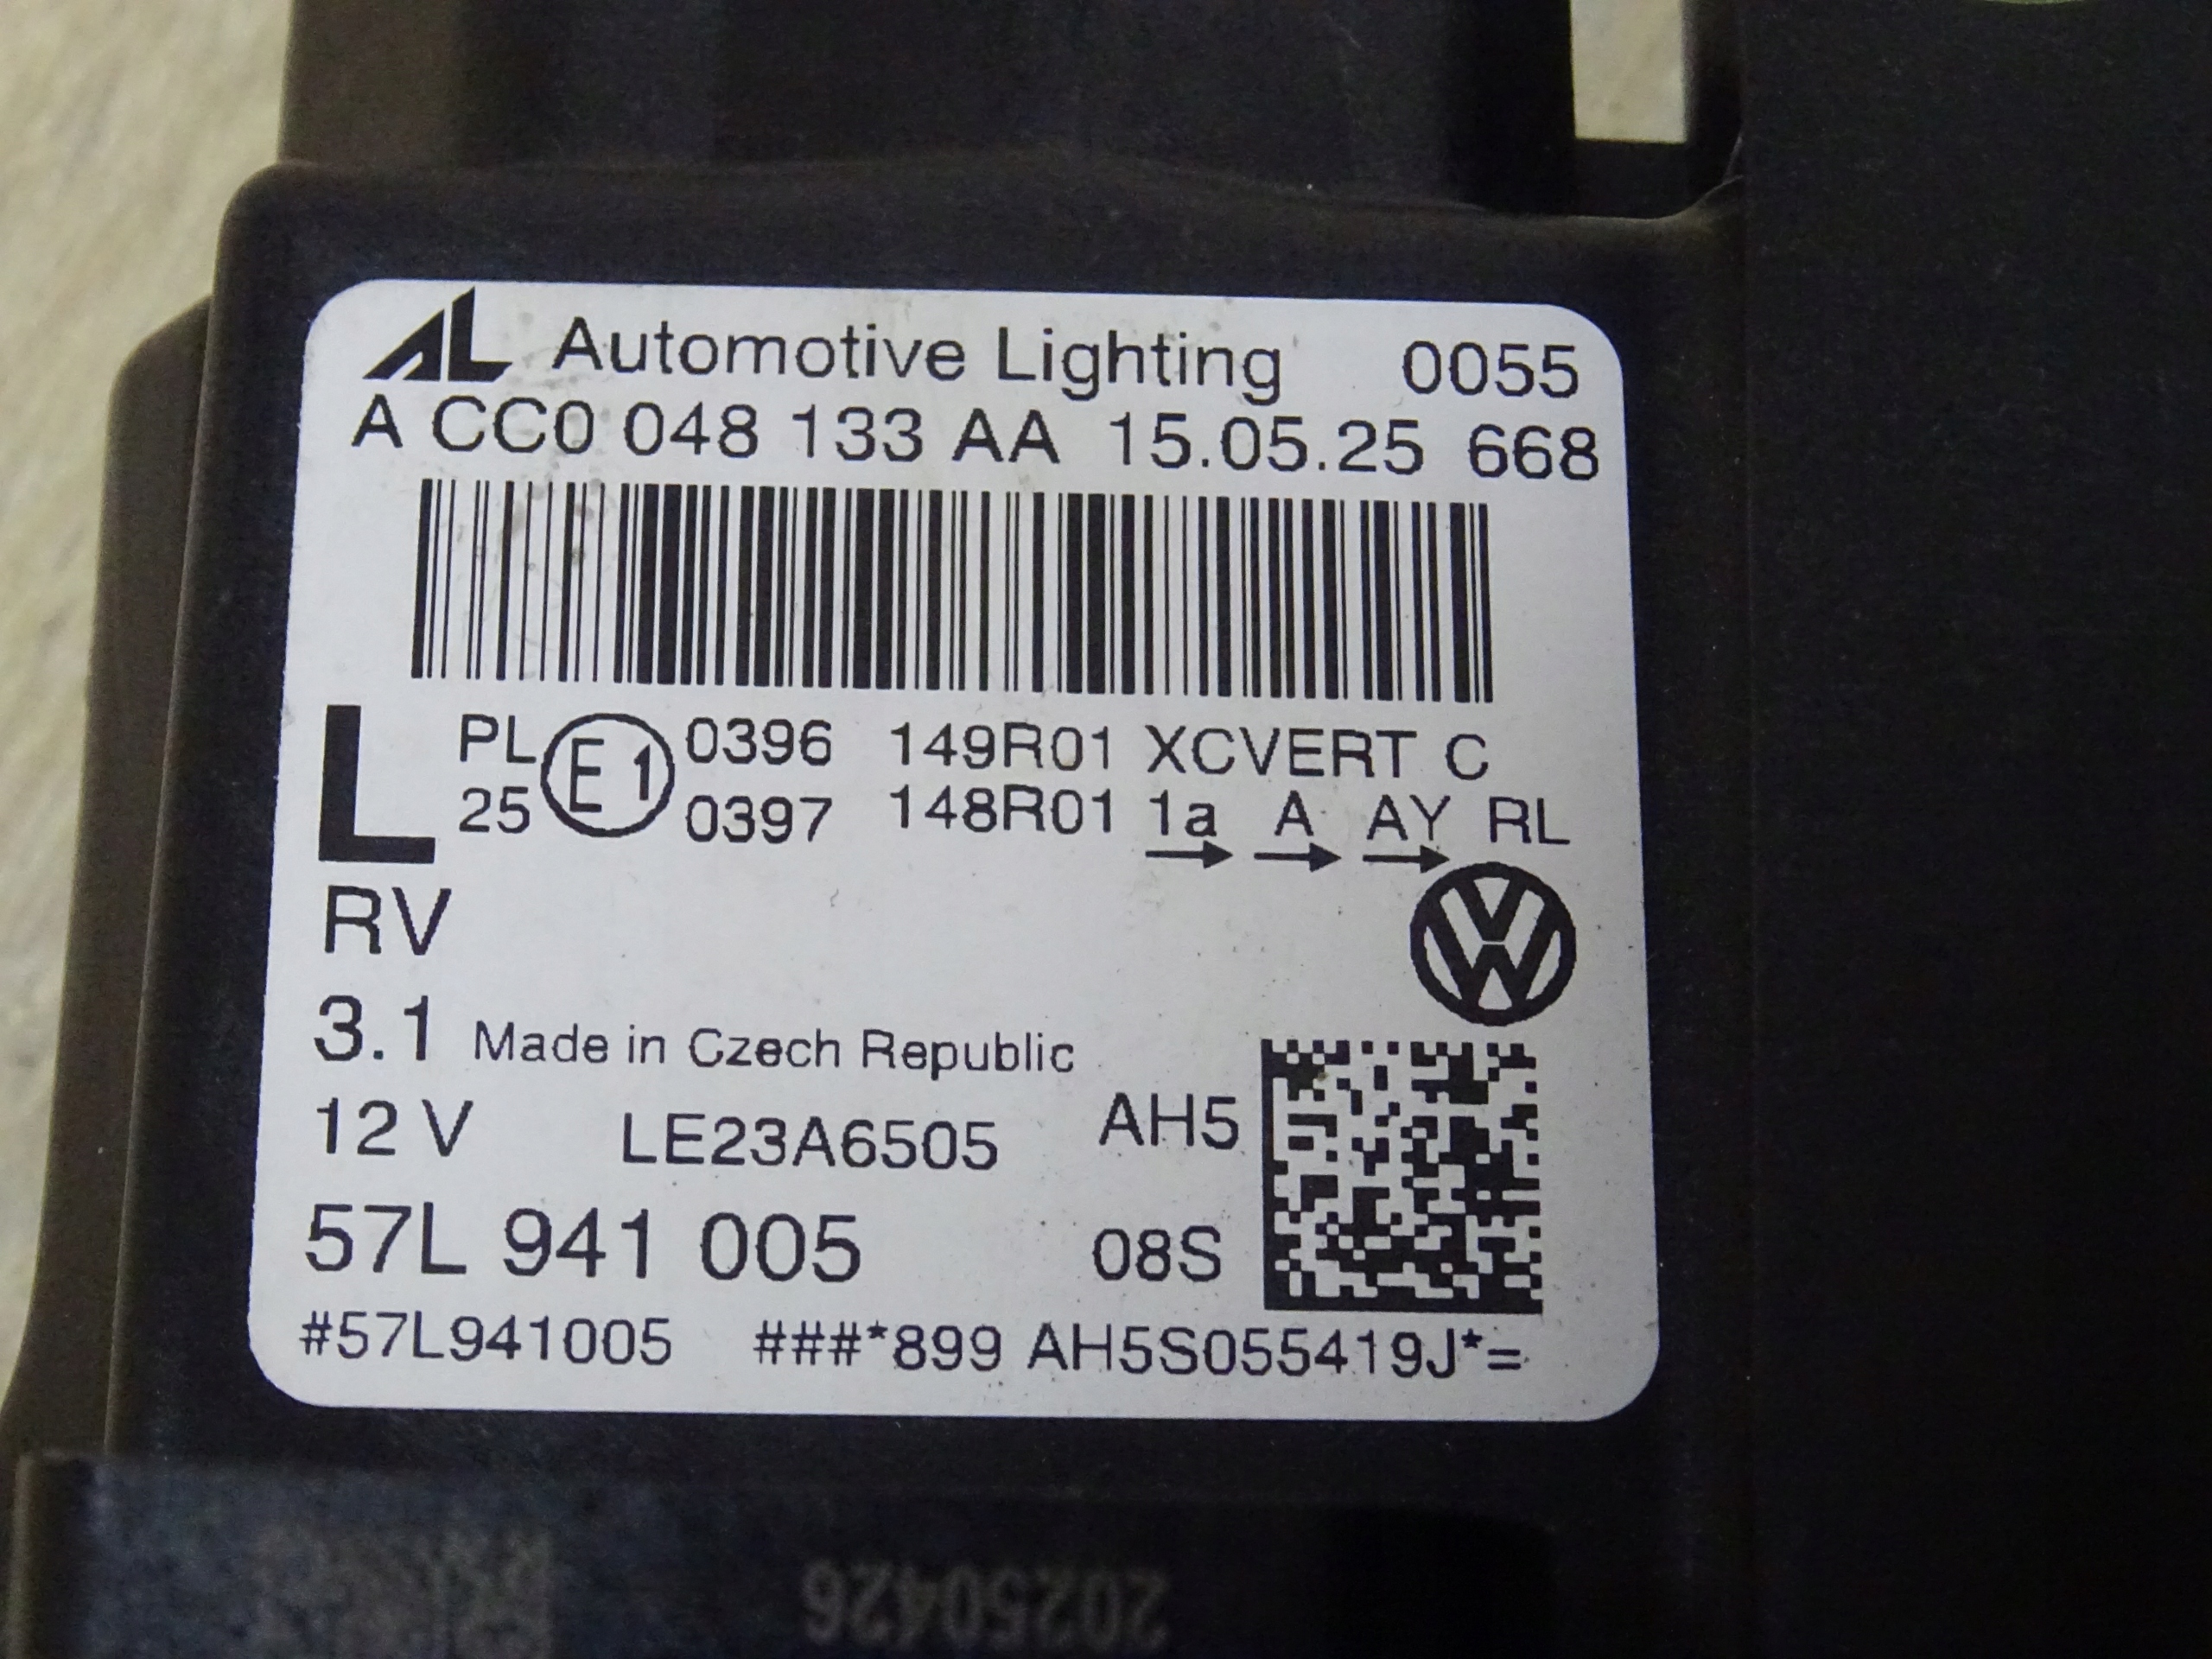 AL Automotive Lighting 0055
A CC0 048 133 AA 15.05.25 668
L PL E1 0396 149R01 XCVERT C
25 0397 148R01 1a A AY RL
→ → →
RV
VW
3.1 Made in Czech Republic
12 V LE23A6505 AH5
57L 941 005 08S
#57L941005 ###*899 AH5S055419J*=
20250426